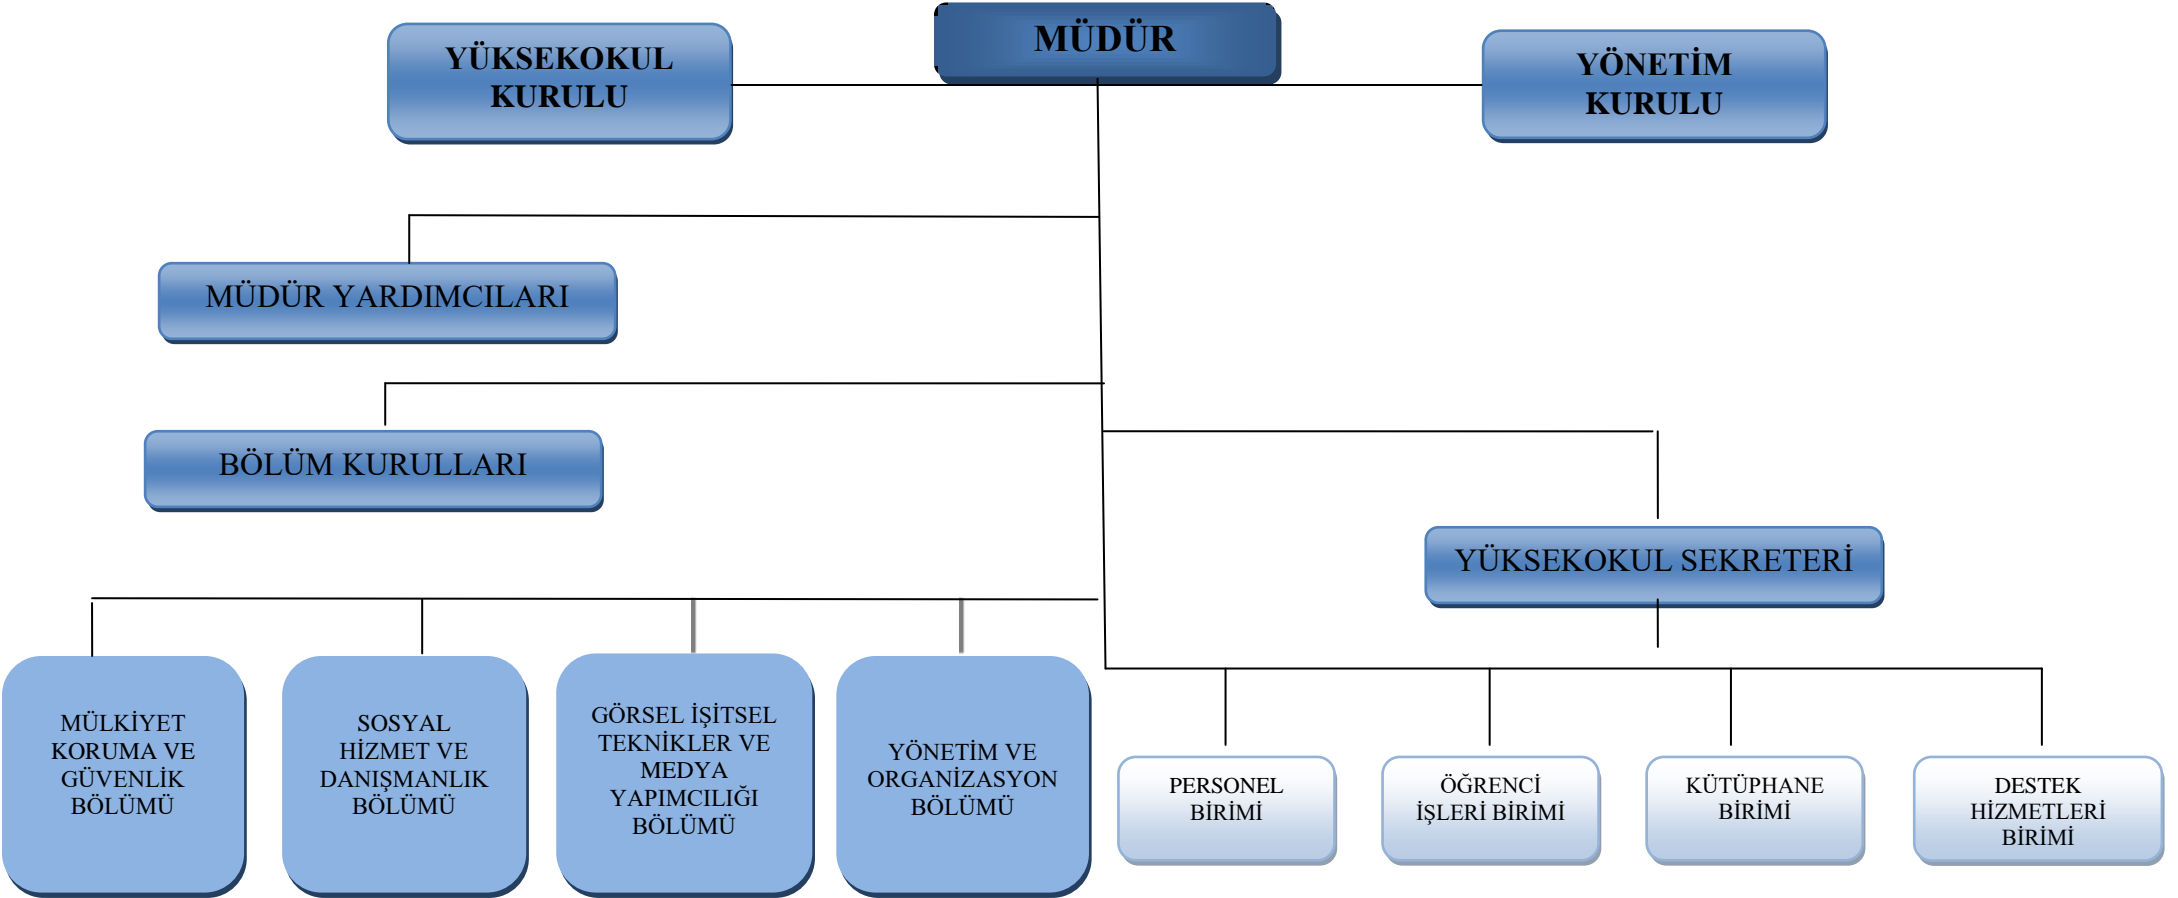 MÜDÜR
YÜKSEKOKUL
KURULU
YÖNETİM
KURULU
MÜDÜR YARDIMCILARI
BÖLÜM KURULLARI
YÜKSEKOKUL SEKRETERİ
MÜLKİYET
KORUMA VE
GÜVENLİK
BÖLÜMÜ
SOSYAL
HİZMET VE
DANIŞMANLIK
BÖLÜMÜ
GÖRSEL İŞİTSEL
TEKNİKLER VE
MEDYA
YAPIMCILIĞI
BÖLÜMÜ
YÖNETİM VE
ORGANİZASYON
BÖLÜMÜ
PERSONEL
BİRİMİ
ÖĞRENCİ
İŞLERİ BİRİMİ
KÜTÜPHANE
BİRİMİ
DESTEK
HİZMETLERİ
BİRİMİ